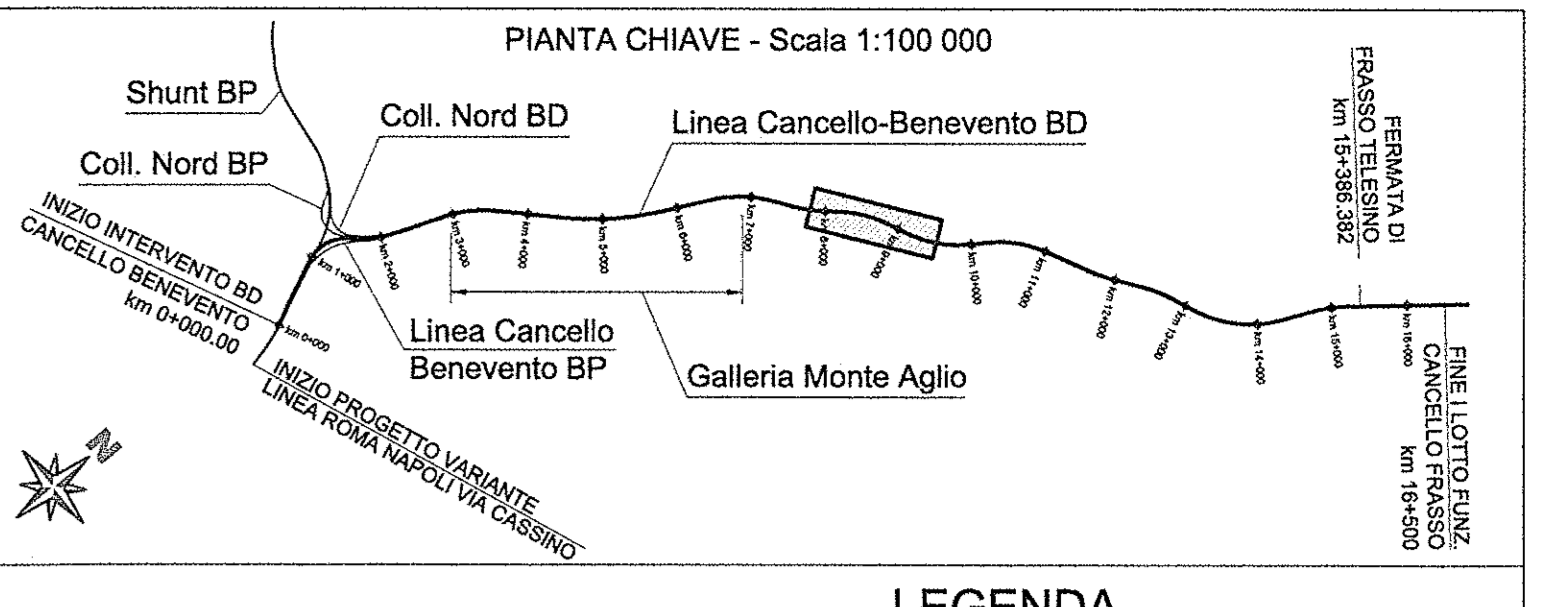 PIANTA CHIAVE - Scala 1:100 000
Shunt BP
Coll. Nord BD
Linea Cancello-Benevento BD
Coll. Nord BP
FERMATA DI
FRASSO TELESINO
km 15+386.382
INIZIO INTERVENTO BD
CANCELLO BENEVENTO
km 0+000.00
km 0+000
km 1+000
km 2+000
km 3+000
km 4+000
km 5+000
km 6+000
km 7+000
km 8+000
km 9+000
km 10+000
km 11+000
km 12+000
km 13+000
km 14+000
km 15+000
km 16+000
Linea Cancello
Benevento BP
Galleria Monte Aglio
INIZIO PROGETTO VARIANTE
LINEA ROMA NAPOLI VIA CASSINO
FINE I LOTTO FUNZ.
CANCELLO FRASSO
km 16+500
N
LEGENDA